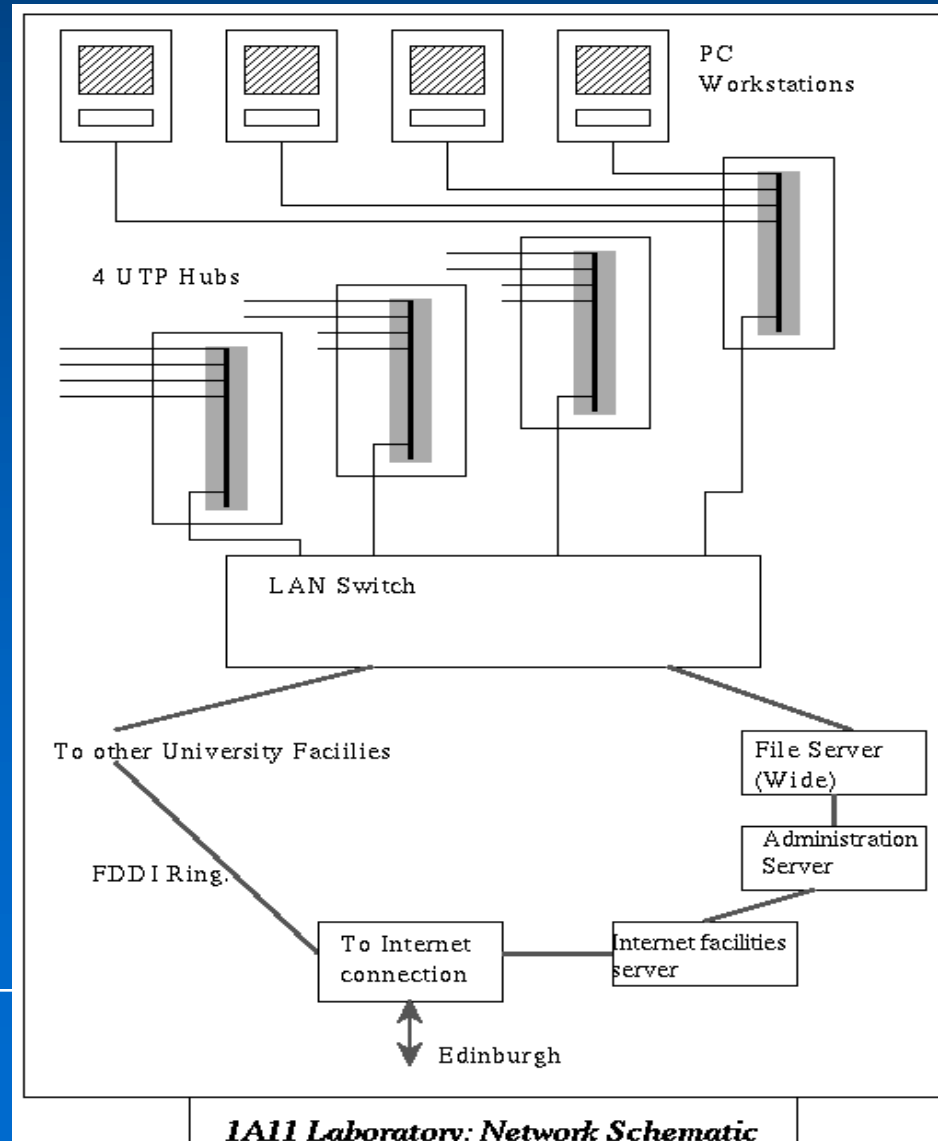 PC
Workstations
4 UTP Hubs
LAN Switch
To other University Faciilies
File Server
(Wide)
Administration
Server
FDDI Ring.
To Internet
connection
Internet facilities
server
Edinburgh
1A11 Laboratory: Network Schematic